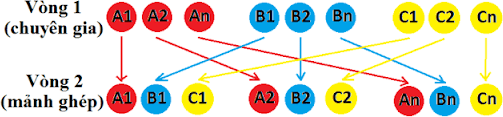 Vòng 1
(chuyên gia)
A1 A2 An B1 B2 Bn C1 C2 Cn
Vòng 2
(mảnh ghép)
A1 B1 C1 A2 B2 C2 An Bn Cn